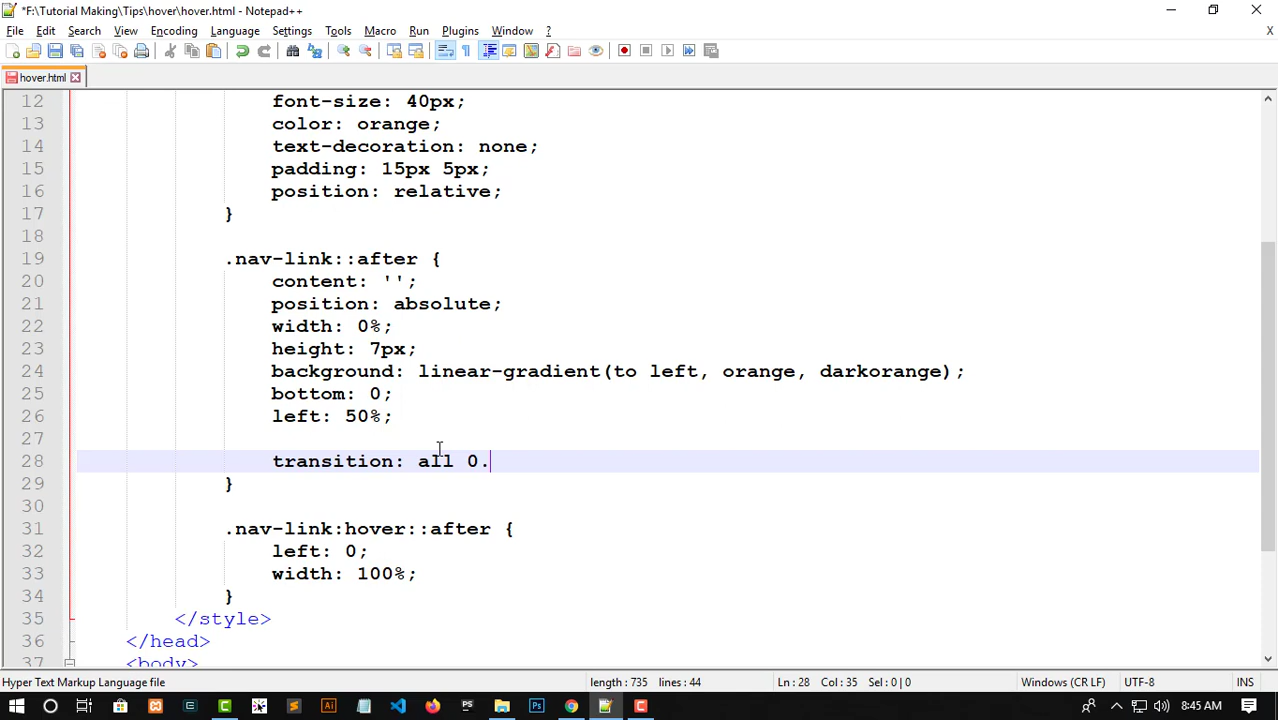 *F:\Tutorial Making\Tips\hover\hover.html - Notepad++
File Edit Search View Encoding Language Settings Tools Macro Run Plugins Window ? X
hover.html
12 font-size: 40px;
13 color: orange;
14 text-decoration: none;
15 padding: 15px 5px;
16 position: relative;
17 }
18
19 .nav-link::after {
20 content: '';
21 position: absolute;
22 width: 0%;
23 height: 7px;
24 background: linear-gradient(to left, orange, darkorange);
25 bottom: 0;
26 left: 50%;
27
28 transition: all 0.
29 }
30
31 .nav-link:hover::after {
32 left: 0;
33 width: 100%;
34 }
35 </style>
36 </head>
37 <body>
Hyper Text Markup Language file length : 735 lines : 44 Ln : 28 Col : 35 Sel : 0 | 0 Windows (CR LF) UTF-8 INS
8:45 AM